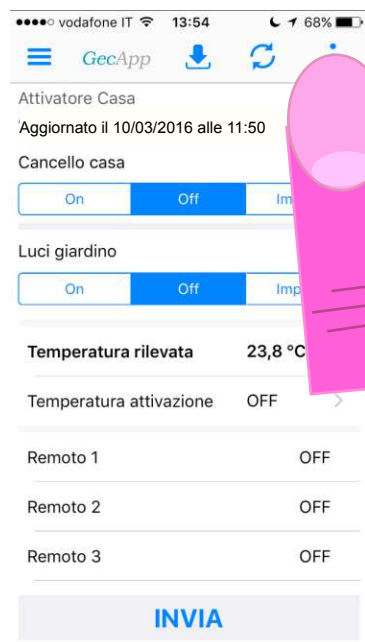 vodafone IT 13:54 68%
GecApp
Attivatore Casa
Aggiornato il 10/03/2016 alle 11:50
Cancello casa
On Off Im
Luci giardino
On Off Imp
Temperatura rilevata 23,8 °C
Temperatura attivazione OFF
Remoto 1 OFF
Remoto 2 OFF
Remoto 3 OFF
INVIA